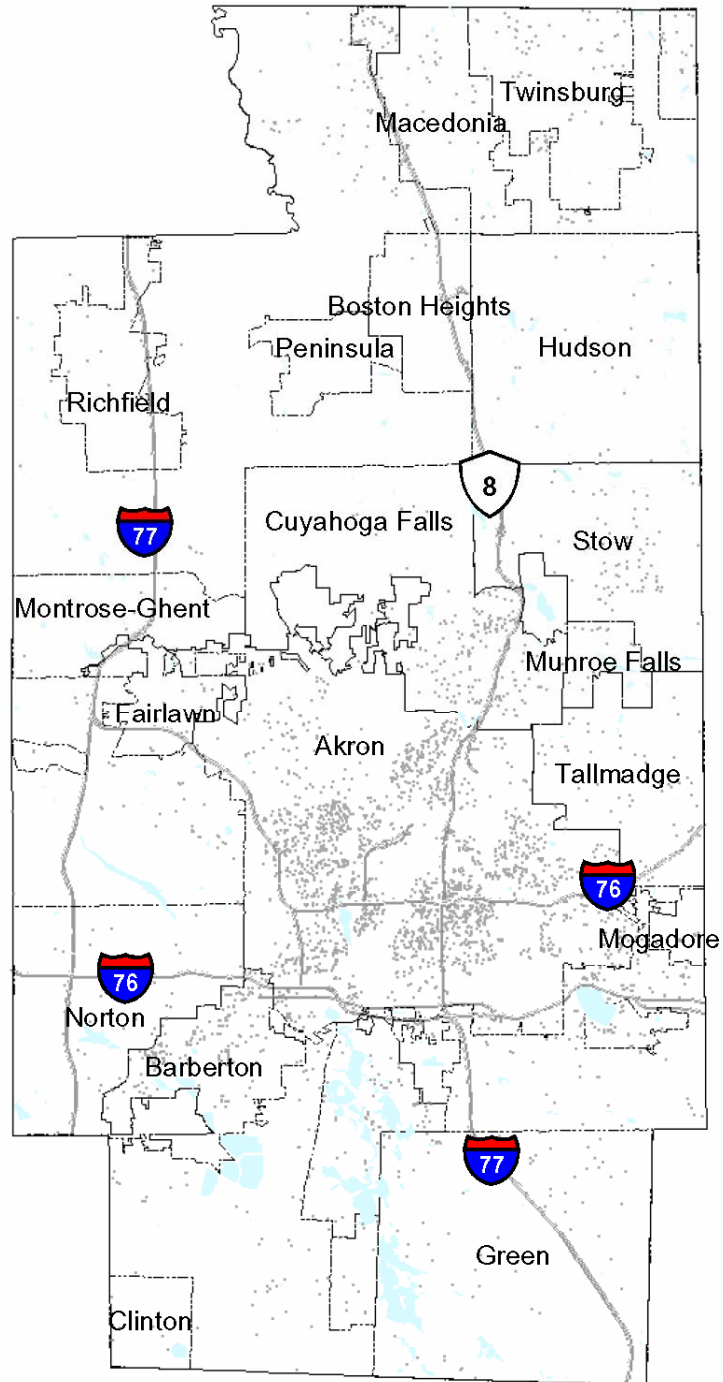 Twinsburg
Macedonia
Boston Heights
Peninsula
Hudson
Richfield
8
Cuyahoga Falls
77
Stow
Montrose-Ghent
Munroe Falls
Fairlawn
Akron
Tallmadge
76
Mogadore
76
Norton
Barberton
77
Green
Clinton